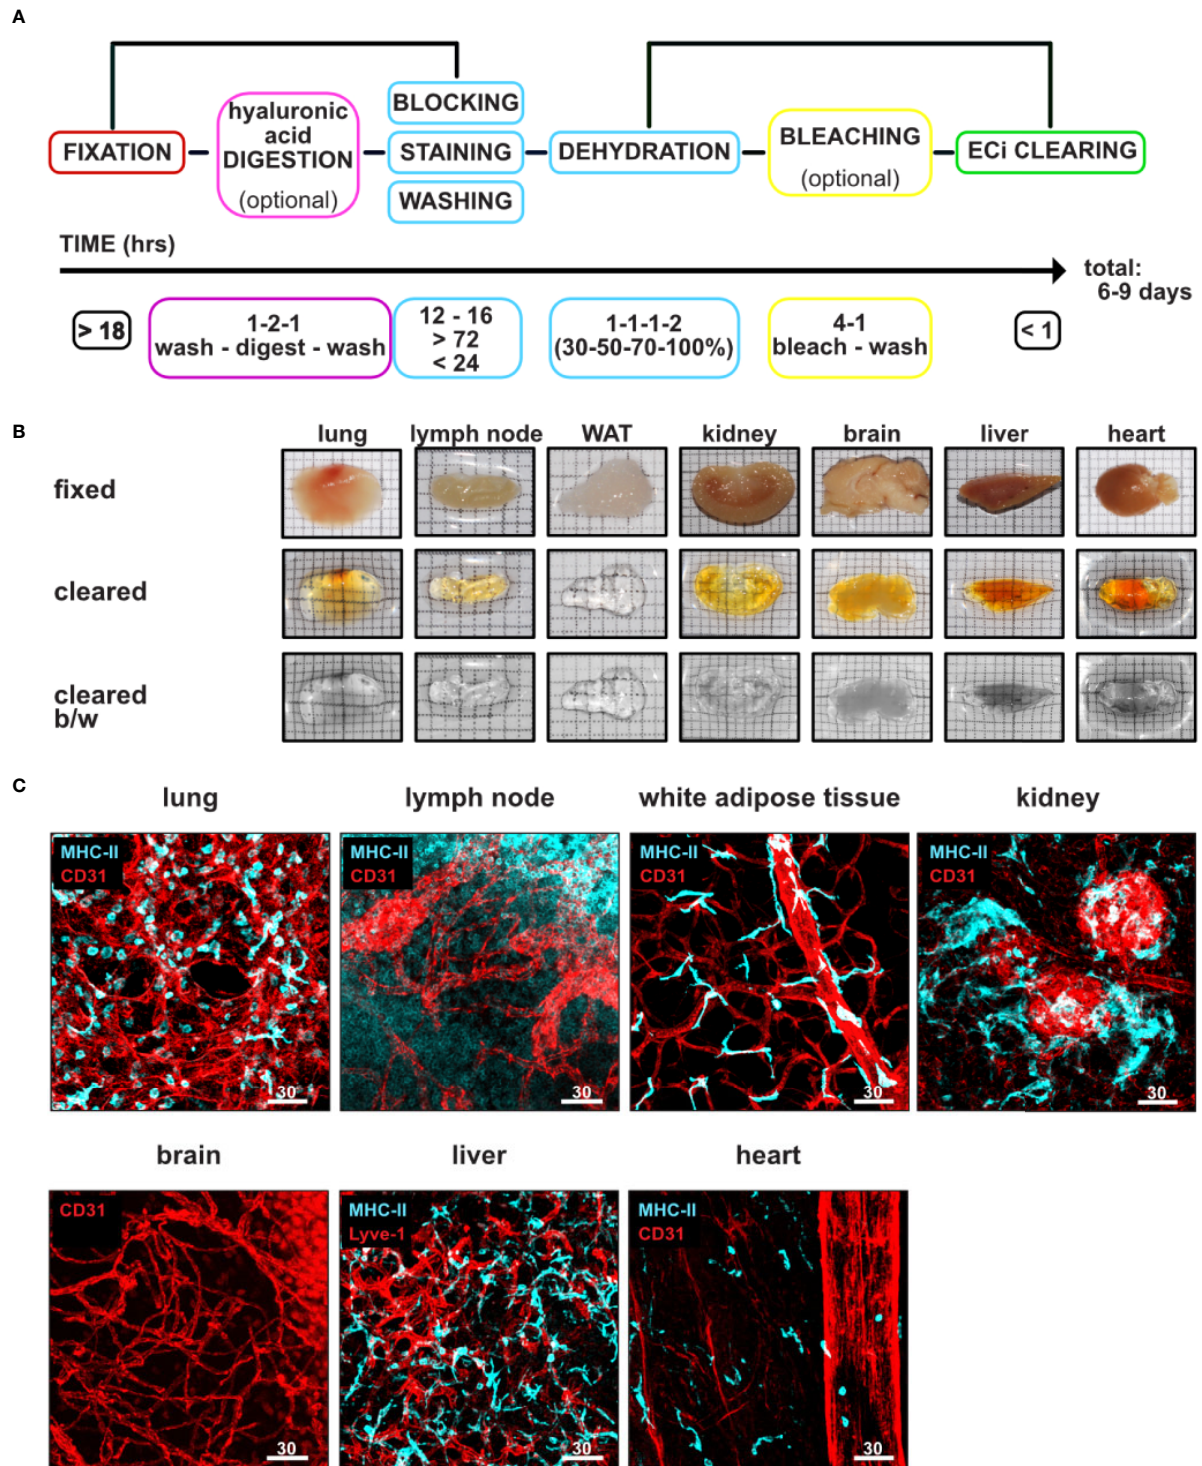 A
FIXATION
hyaluronic
acid
DIGESTION
(optional)
BLOCKING
STAINING
WASHING
DEHYDRATION
BLEACHING
(optional)
ECi CLEARING
TIME (hrs)
total:
6-9 days
> 18
1-2-1
wash - digest - wash
12 - 16
> 72
< 24
1-1-1-2
(30-50-70-100%)
4-1
bleach - wash
< 1
B
lung lymph node WAT kidney brain liver heart
fixed
cleared
cleared
b/w
C
lung lymph node white adipose tissue kidney
MHC-II
CD31
30
MHC-II
CD31
30
MHC-II
CD31
30
MHC-II
CD31
30
brain liver heart
CD31
30
MHC-II
Lyve-1
30
MHC-II
CD31
30